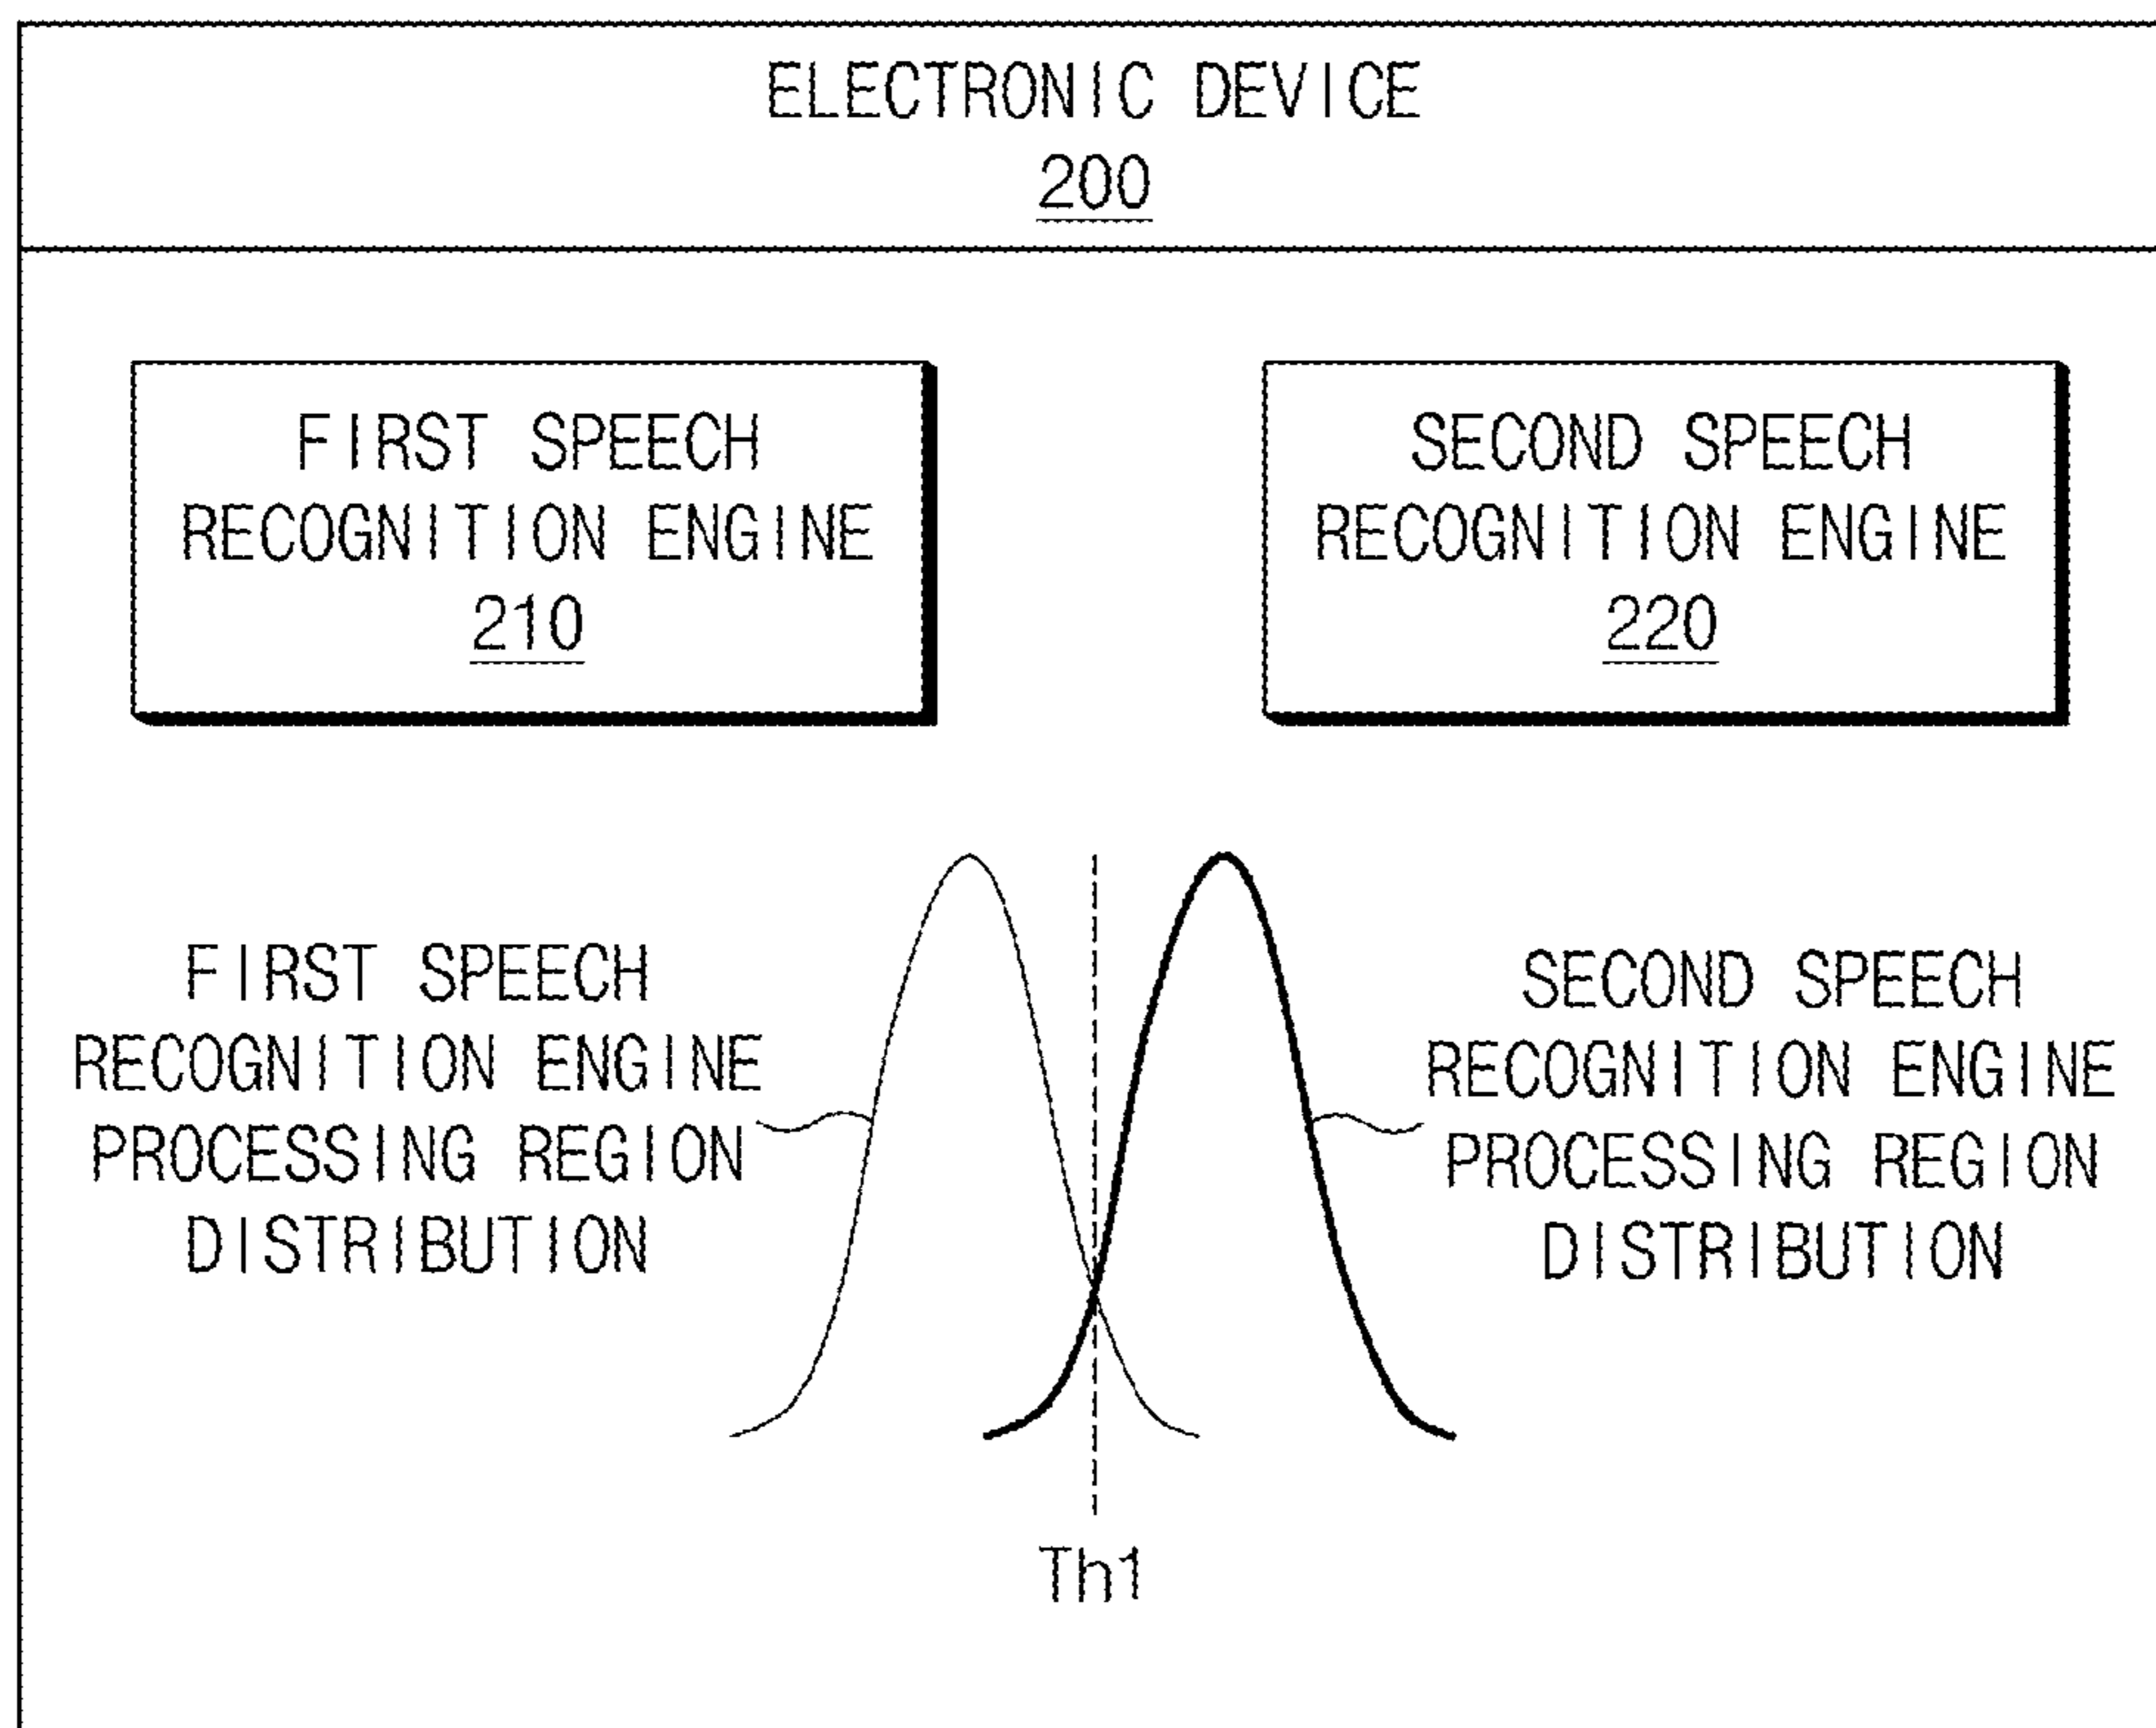 ELECTRONIC DEVICE
200
FIRST SPEECH
RECOGNITION ENGINE
210
SECOND SPEECH
RECOGNITION ENGINE
220
FIRST SPEECH
RECOGNITION ENGINE
PROCESSING REGION
DISTRIBUTION
SECOND SPEECH
RECOGNITION ENGINE
PROCESSING REGION
DISTRIBUTION
Th1